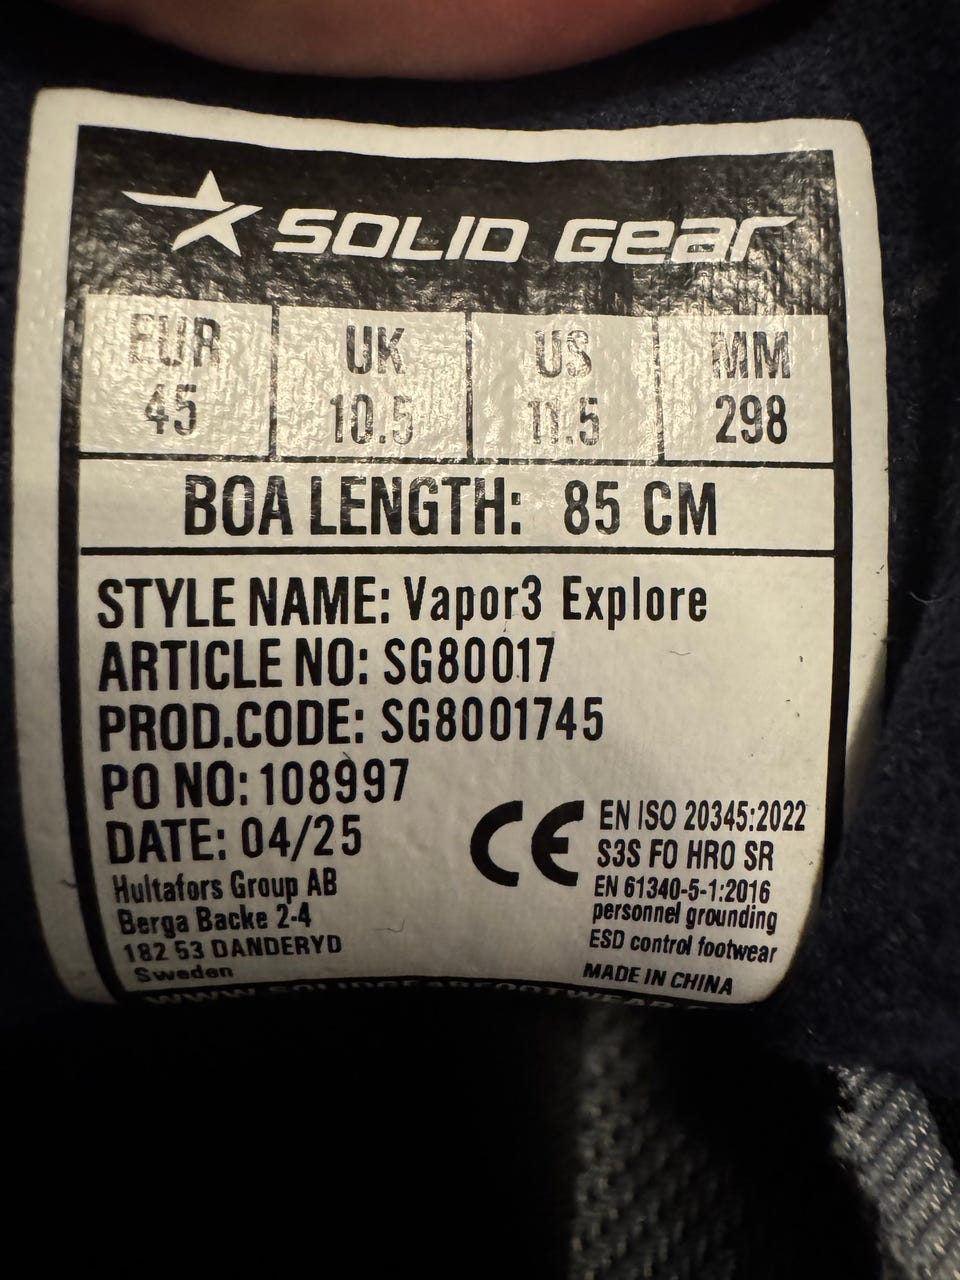 SOLID Gear
EUR UK US MM
45 10.5 11.5 298
BOA LENGTH: 85 CM
STYLE NAME: Vapor3 Explore
ARTICLE NO: SG80017
PROD.CODE: SG8001745
PO NO: 108997
DATE: 04/25
Hultafors Group AB
Berga Backe 2-4
182 53 DANDERYD
Sweden
CE
EN ISO 20345:2022
S3S FO HRO SR
EN 61340-5-1:2016
personnel grounding
ESD control footwear
MADE IN CHINA